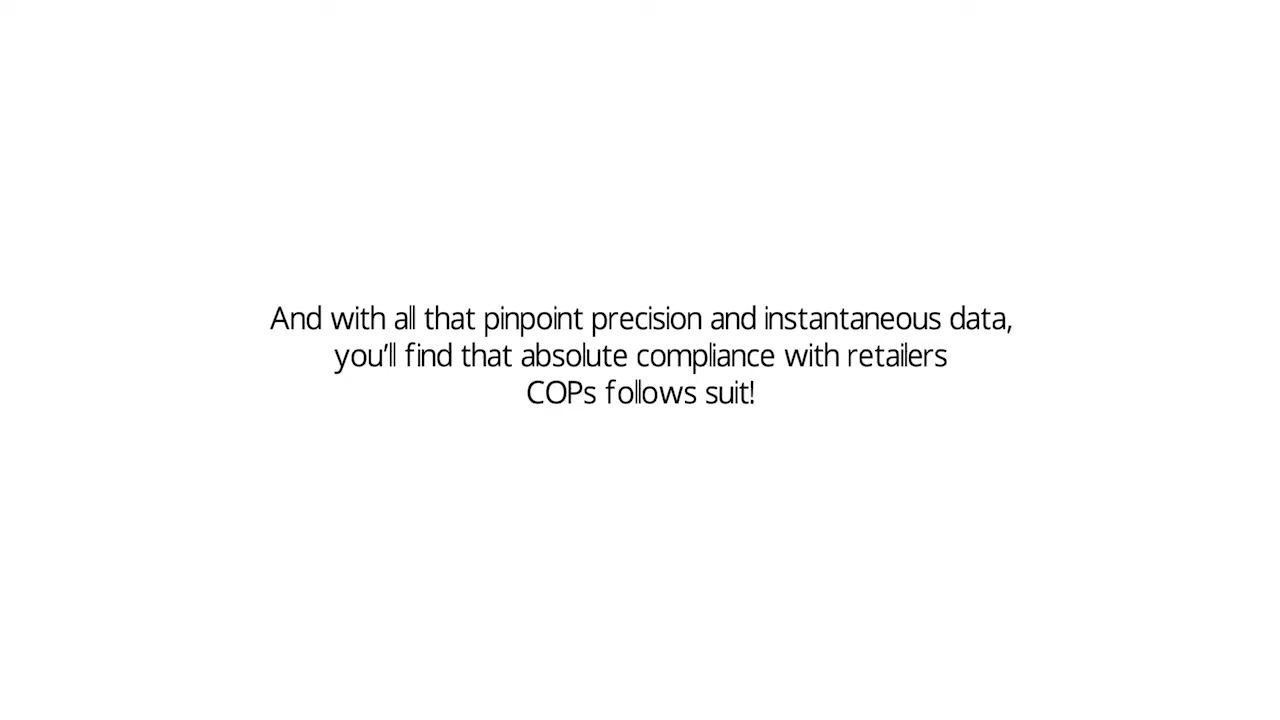 And with all that pinpoint precision and instantaneous data,
you’ll find that absolute compliance with retailers
COPs follows suit!